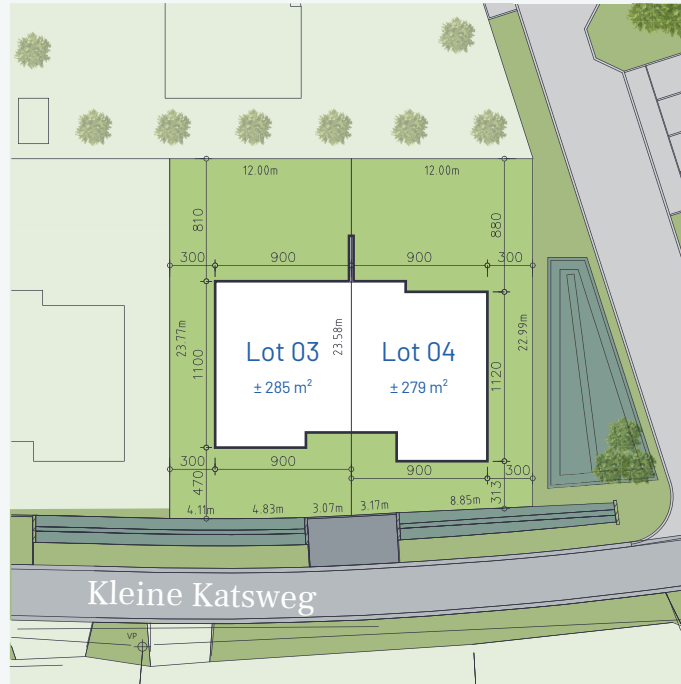 12.00m 12.00m
810 880
300 900 900 300
23.77m 1100 23.58m 1120 22.99m
Lot 03 Lot 04
± 285 m² ± 279 m²
300 900 900 300
470 313
4.11m 4.83m 3.07m 3.17m 8.85m
Kleine Katsweg
VP